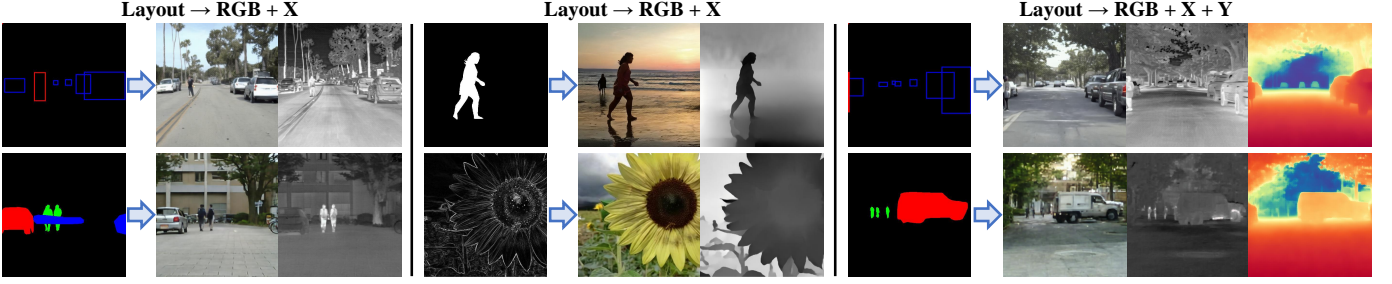 Layout → RGB + X
Layout → RGB + X
Layout → RGB + X + Y